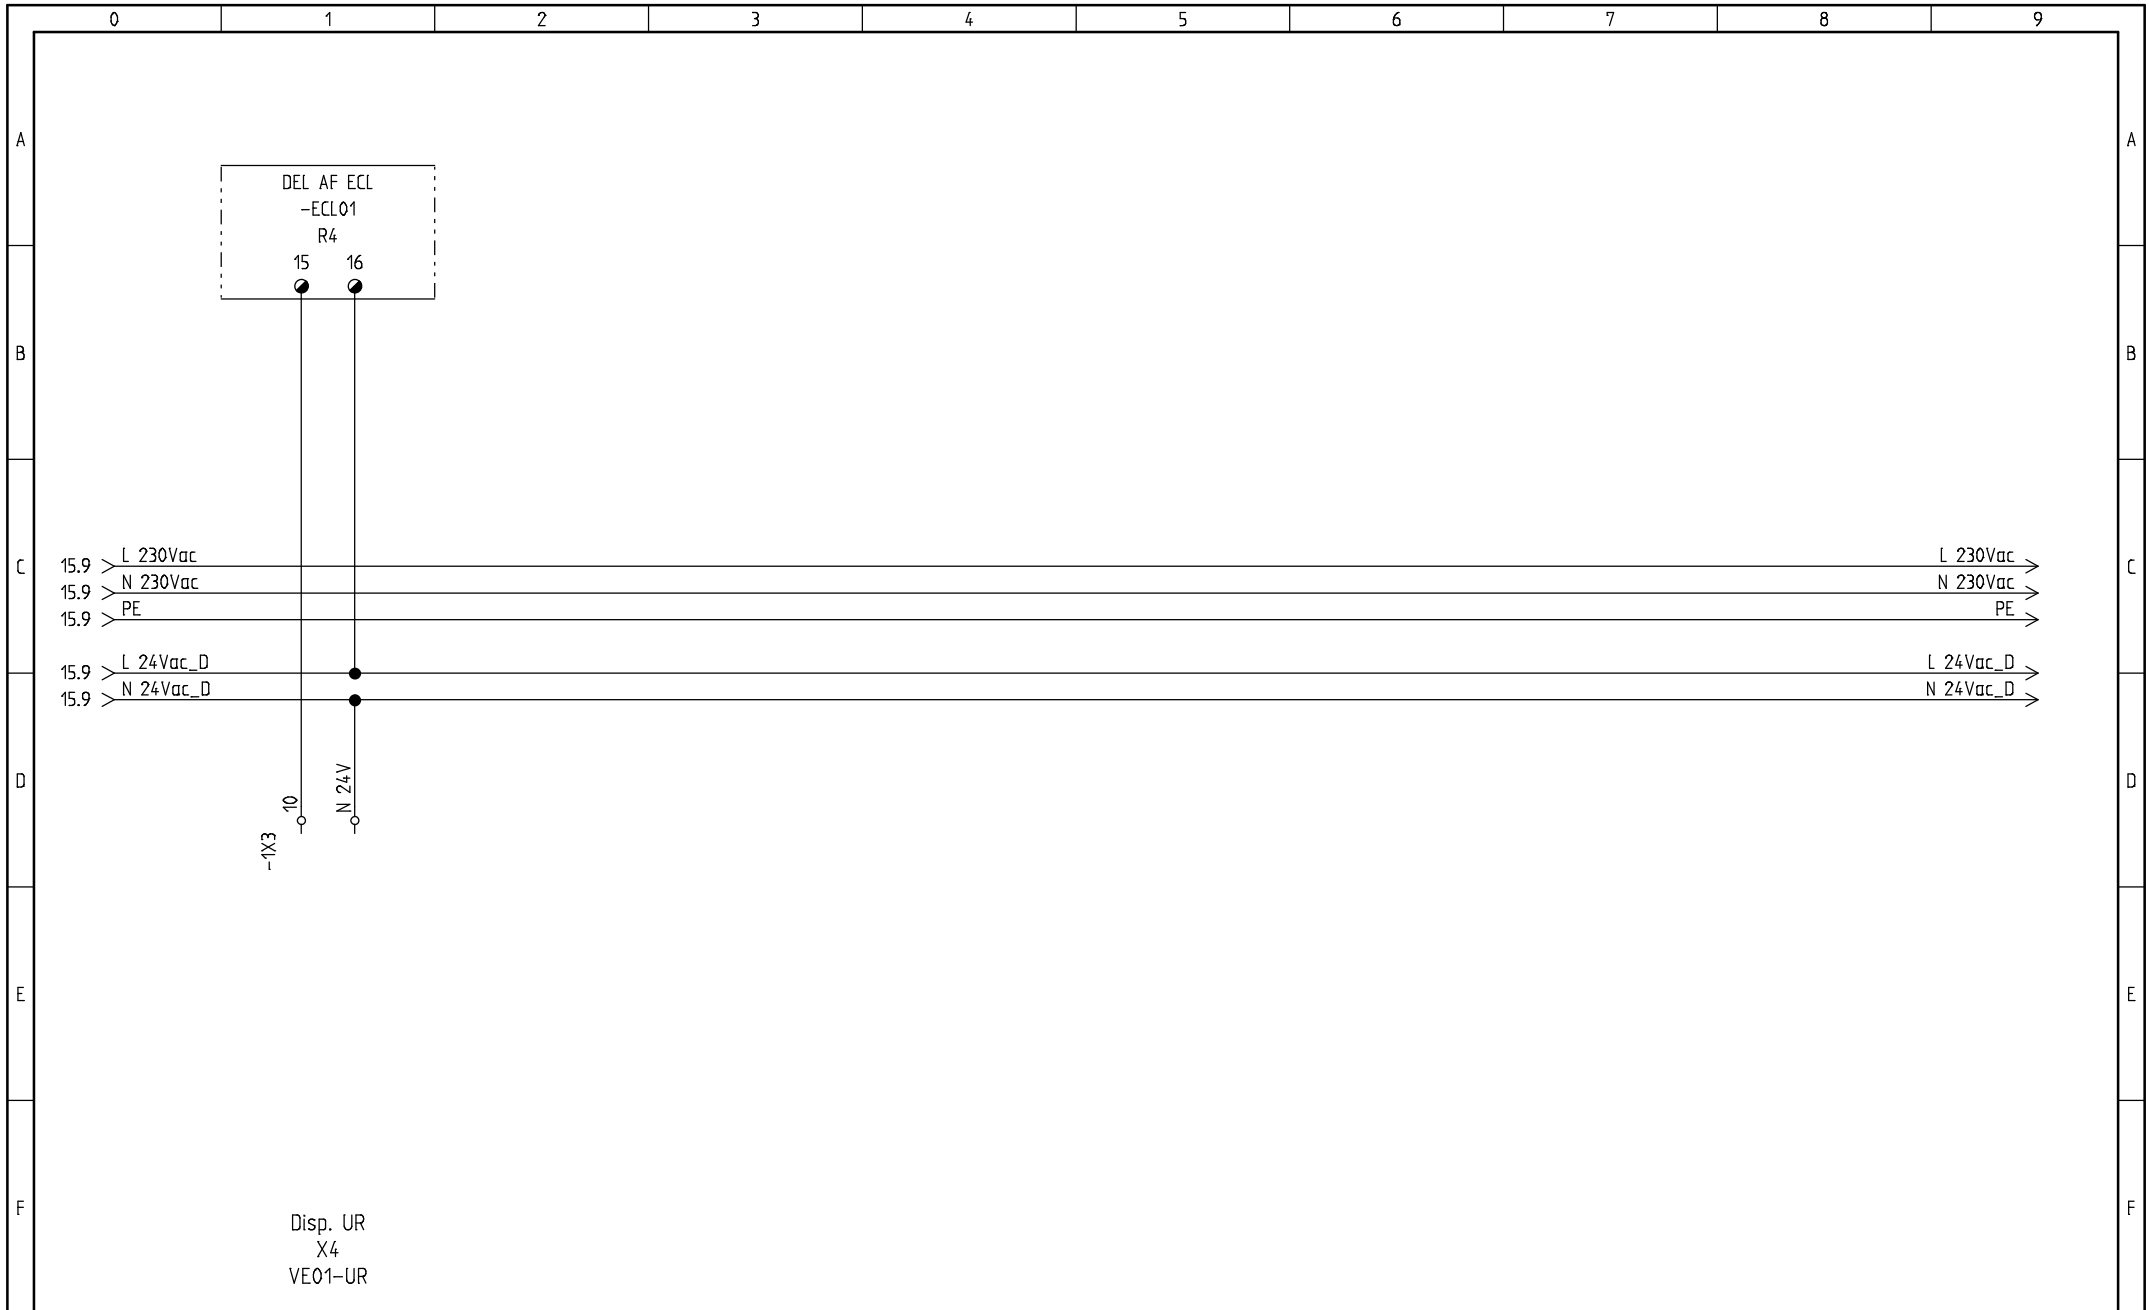 0 1 2 3 4 5 6 7 8 9
A A
DEL AF ECL
-ECL01
R4
15 16
B B
L 230Vac L 230Vac
15.9
C C
N 230Vac N 230Vac
15.9
PE PE
15.9
L 24Vac_D L 24Vac_D
15.9
N 24Vac_D N 24Vac_D
15.9
D D
10 N 24V
-1X3
E E
F F
Disp. UR
X4
VE01-UR